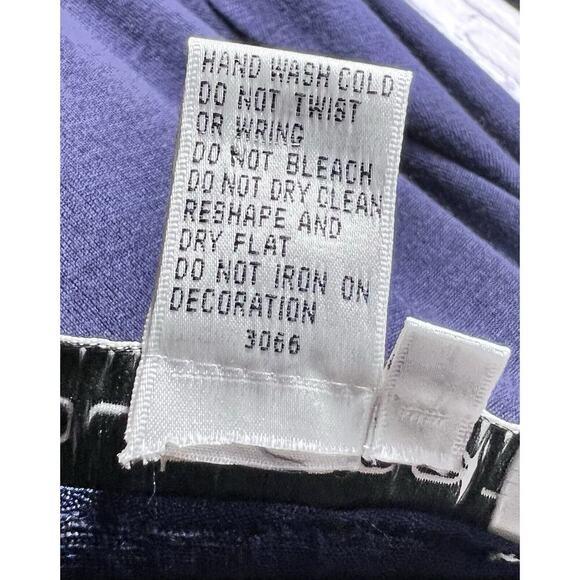 HAND WASH COLD
DO NOT TWIST
OR WRING
DO NOT BLEACH
DO NOT DRY CLEAN
RESHAPE AND
DRY FLAT
DO NOT IRON ON
DECORATION
3066